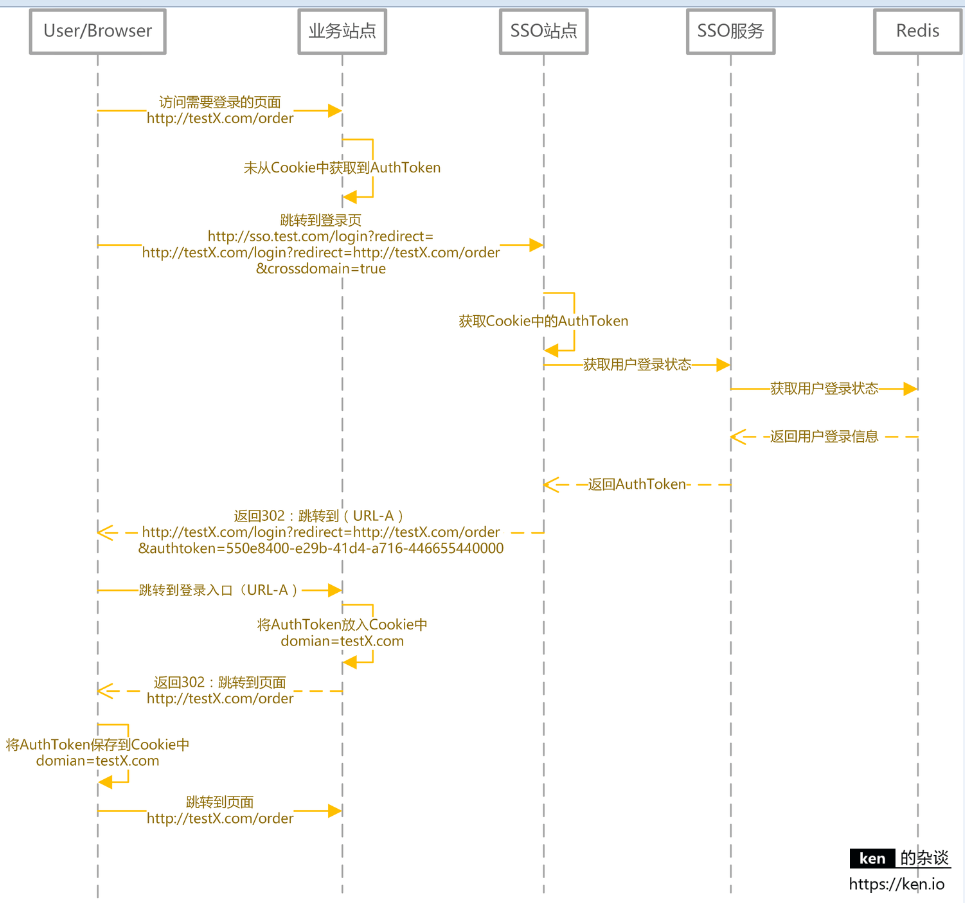 User/Browser
业务站点
SSO站点
SSO服务
Redis
访问需要登录的页面
http://testX.com/order
未从Cookie中获取到AuthToken
跳转到登录页
http://sso.test.com/login?redirect=
http://testX.com/login?redirect=http://testX.com/order
&crossdomain=true
获取Cookie中的AuthToken
获取用户登录状态
获取用户登录状态
返回用户登录信息
返回AuthToken
返回302：跳转到（URL-A）
http://testX.com/login?redirect=http://testX.com/order
&authtoken=550e8400-e29b-41d4-a716-446655440000
跳转到登录入口（URL-A）
将AuthToken放入Cookie中
domian=testX.com
返回302：跳转到页面
http://testX.com/order
将AuthToken保存到Cookie中
domian=testX.com
跳转到页面
http://testX.com/order
ken 的杂谈
https://ken.io